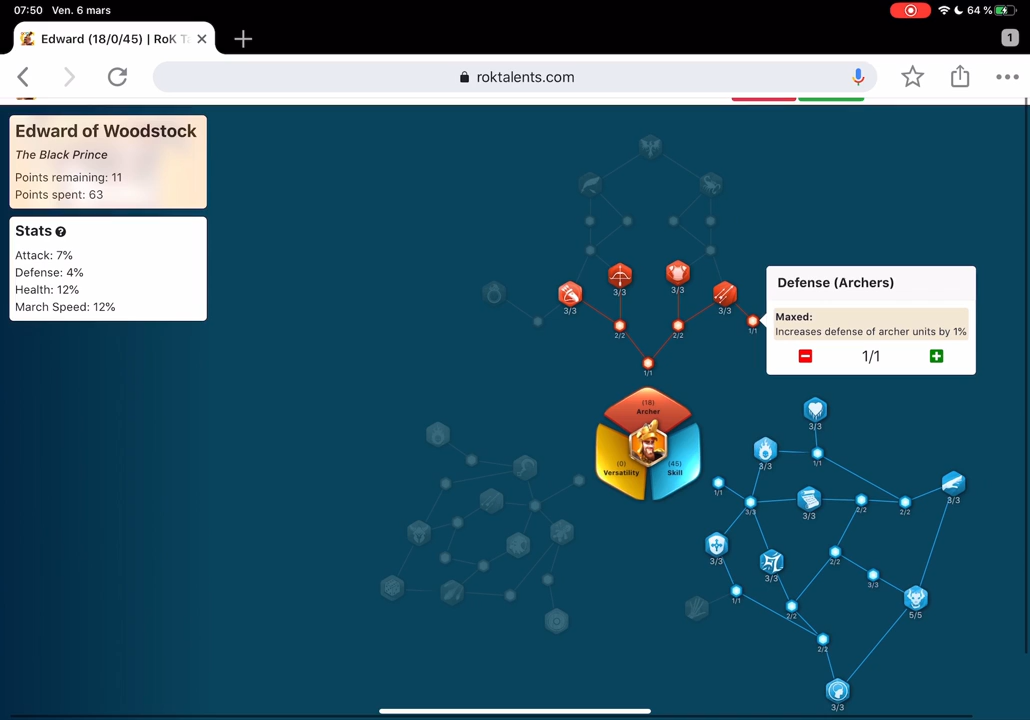 07:50 Ven. 6 mars
64 %
Edward (18/0/45) | RoK Ta
1
roktalents.com
Edward of Woodstock
The Black Prince
Points remaining: 11
Points spent: 63
Stats
Attack: 7%
Defense: 4%
Health: 12%
March Speed: 12%
3/3
3/3
3/3
3/3
2/2
2/2
1/1
1/1
Defense (Archers)
Maxed:
Increases defense of archer units by 1%
1/1
(18)
Archer
(0)
Versatility
(45)
Skill
3/3
3/3
1/1
1/1
3/3
3/3
2/2
2/2
3/3
3/3
3/3
2/2
3/3
5/5
1/1
2/2
2/2
3/3